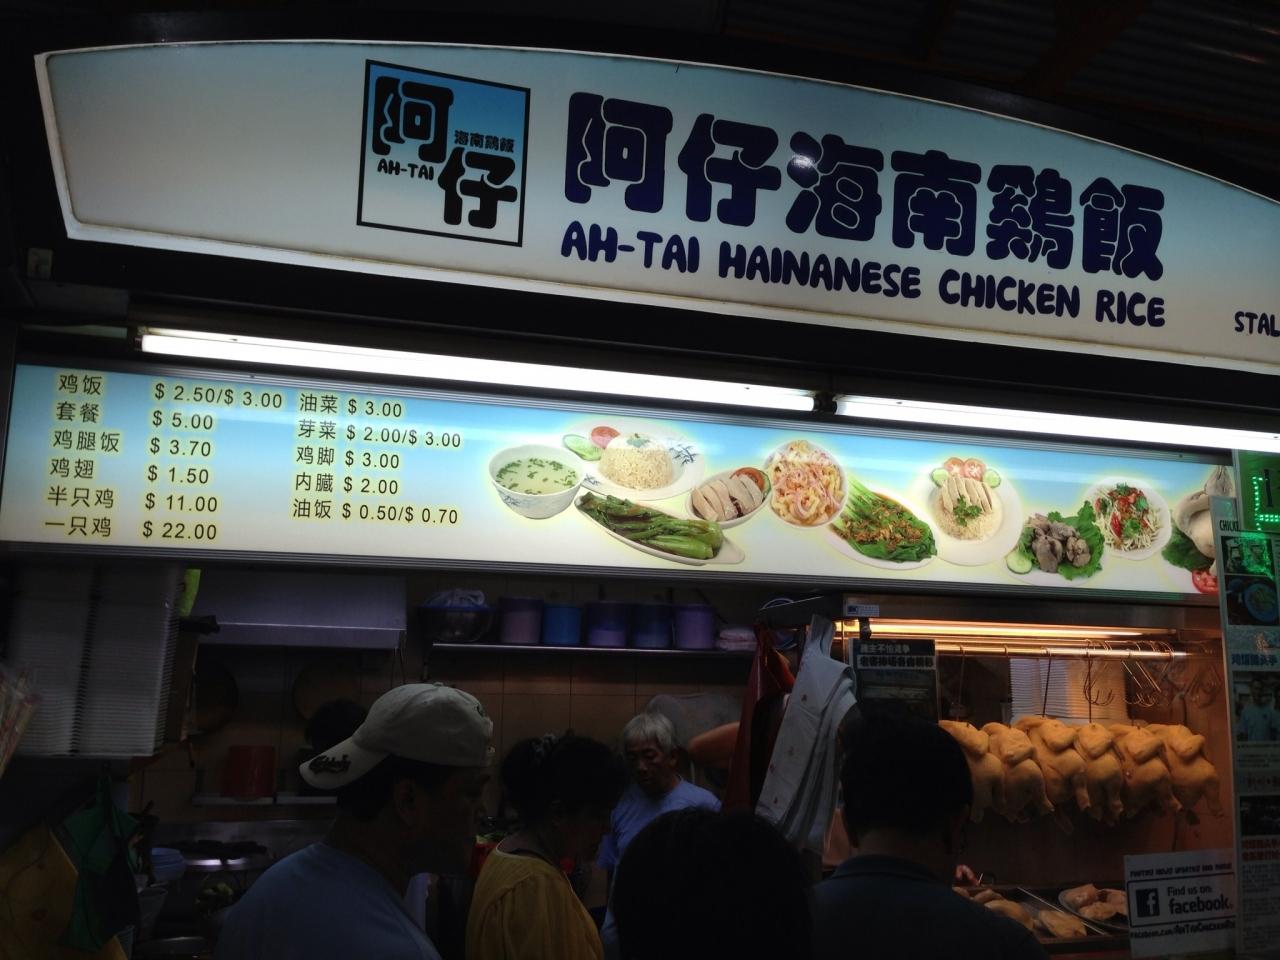 阿仔
海南鷄飯
AH-TAI
阿仔海南鷄飯
AH-TAI HAINANESE CHICKEN RICE
STAL
鸡饭 $ 2.50/$ 3.00
套餐 $ 5.00
鸡腿饭 $ 3.70
鸡翅 $ 1.50
半只鸡 $ 11.00
一只鸡 $ 22.00
油菜 $ 3.00
芽菜 $ 2.00/$ 3.00
鸡脚 $ 3.00
内臓 $ 2.00
油饭 $ 0.50/$ 0.70
Find us on:
facebook.